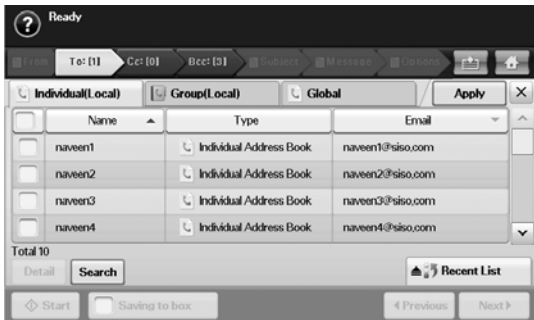 ? Ready
From To: [1] Cc: [0] Bcc: [3] Subject Message Options
Individual(Local) Group(Local) Global Apply
Name Type Email
naveen1 Individual Address Book naveen1@siso,com
naveen2 Individual Address Book naveen2@siso,com
naveen3 Individual Address Book naveen3@siso,com
naveen4 Individual Address Book naveen4@siso,com
Total 10
Detail Search Recent List
Start Saving to box Previous Next